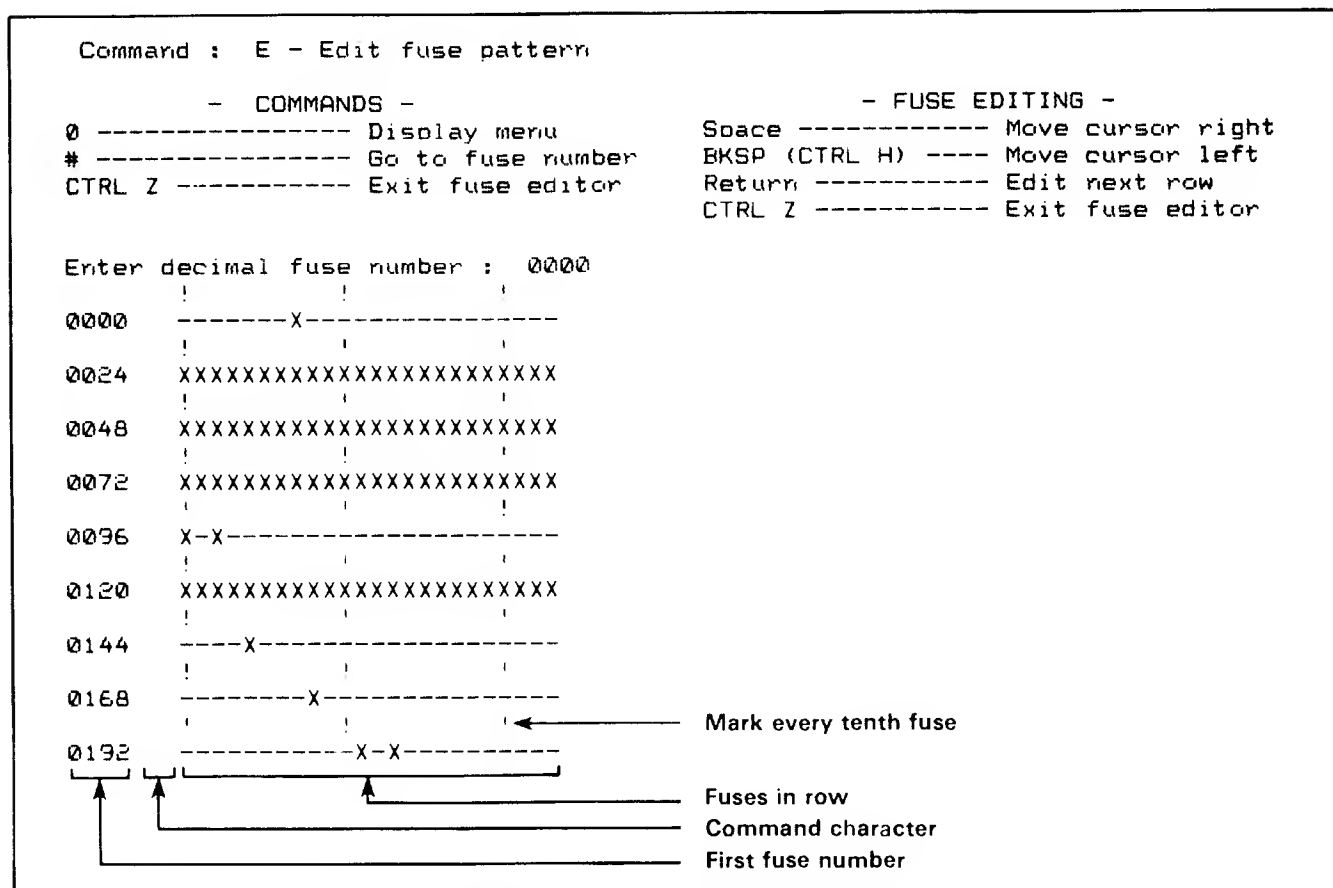 Command : E - Edit fuse pattern
- COMMANDS -
0 ---------------- Display menu
# ---------------- Go to fuse number
CTRL Z ----------- Exit fuse editor
- FUSE EDITING -
Space ------------ Move cursor right
BKSP (CTRL H) ---- Move cursor left
Return ----------- Edit next row
CTRL Z ----------- Exit fuse editor
Enter decimal fuse number : 0000
! ! !
0000 -------X----------------
! ! !
0024 XXXXXXXXXXXXXXXXXXXXXXXX
! ! !
0048 XXXXXXXXXXXXXXXXXXXXXXXX
! ! !
0072 XXXXXXXXXXXXXXXXXXXXXXXX
! ! !
0096 X-X---------------------
! ! !
0120 XXXXXXXXXXXXXXXXXXXXXXXX
! ! !
0144 ----X-------------------
! ! !
0168 --------X---------------
! ! !
Mark every tenth fuse
0192 -----------X-X----------
Fuses in row
Command character
First fuse number